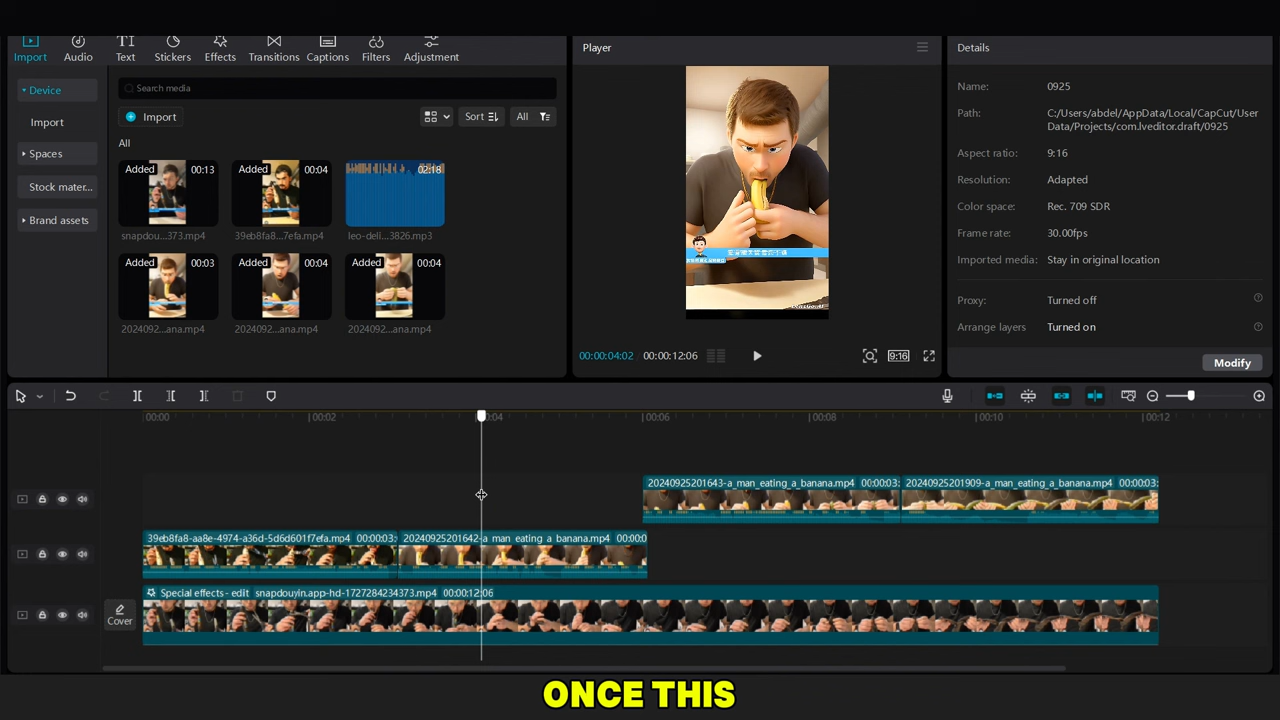 Import
Audio
Text
Stickers
Effects
Transitions
Captions
Filters
Adjustment
Device
Import
Spaces
Stock mater...
Brand assets
Search media
Import
Sort
All
All
Added 00:13
snapdou...373.mp4
Added 00:04
39eb8fa8...7efa.mp4
02:18
leo-deli...3826.mp3
Added 00:03
2024092...ana.mp4
Added 00:04
2024092...ana.mp4
Added 00:04
2024092...ana.mp4
Player
00:00:04:02
00:00:12:06
9:16
Details
Name: 0925
Path: C:/Users/abdel/AppData/Local/CapCut/User
Data/Projects/com.lveditor.draft/0925
Aspect ratio: 9:16
Resolution: Adapted
Color space: Rec. 709 SDR
Frame rate: 30.00fps
Imported media: Stay in original location
Proxy: Turned off
Arrange layers Turned on
Modify
00:00
00:02
00:06
00:08
00:10
00:12
20240925201643-a_man_eating_a_banana.mp4 00:00:03:
20240925201909-a_man_eating_a_banana.mp4 00:00:03:
39eb8fa8-aa8e-4974-a36d-5d6d601f7efa.mp4 00:00:03:
20240925201642-a_man_eating_a_banana.mp4 00:00:0
Cover
Special effects - edit snapdouyin.app-hd-1727284234373.mp4 00:00:12:06
ONCE THIS